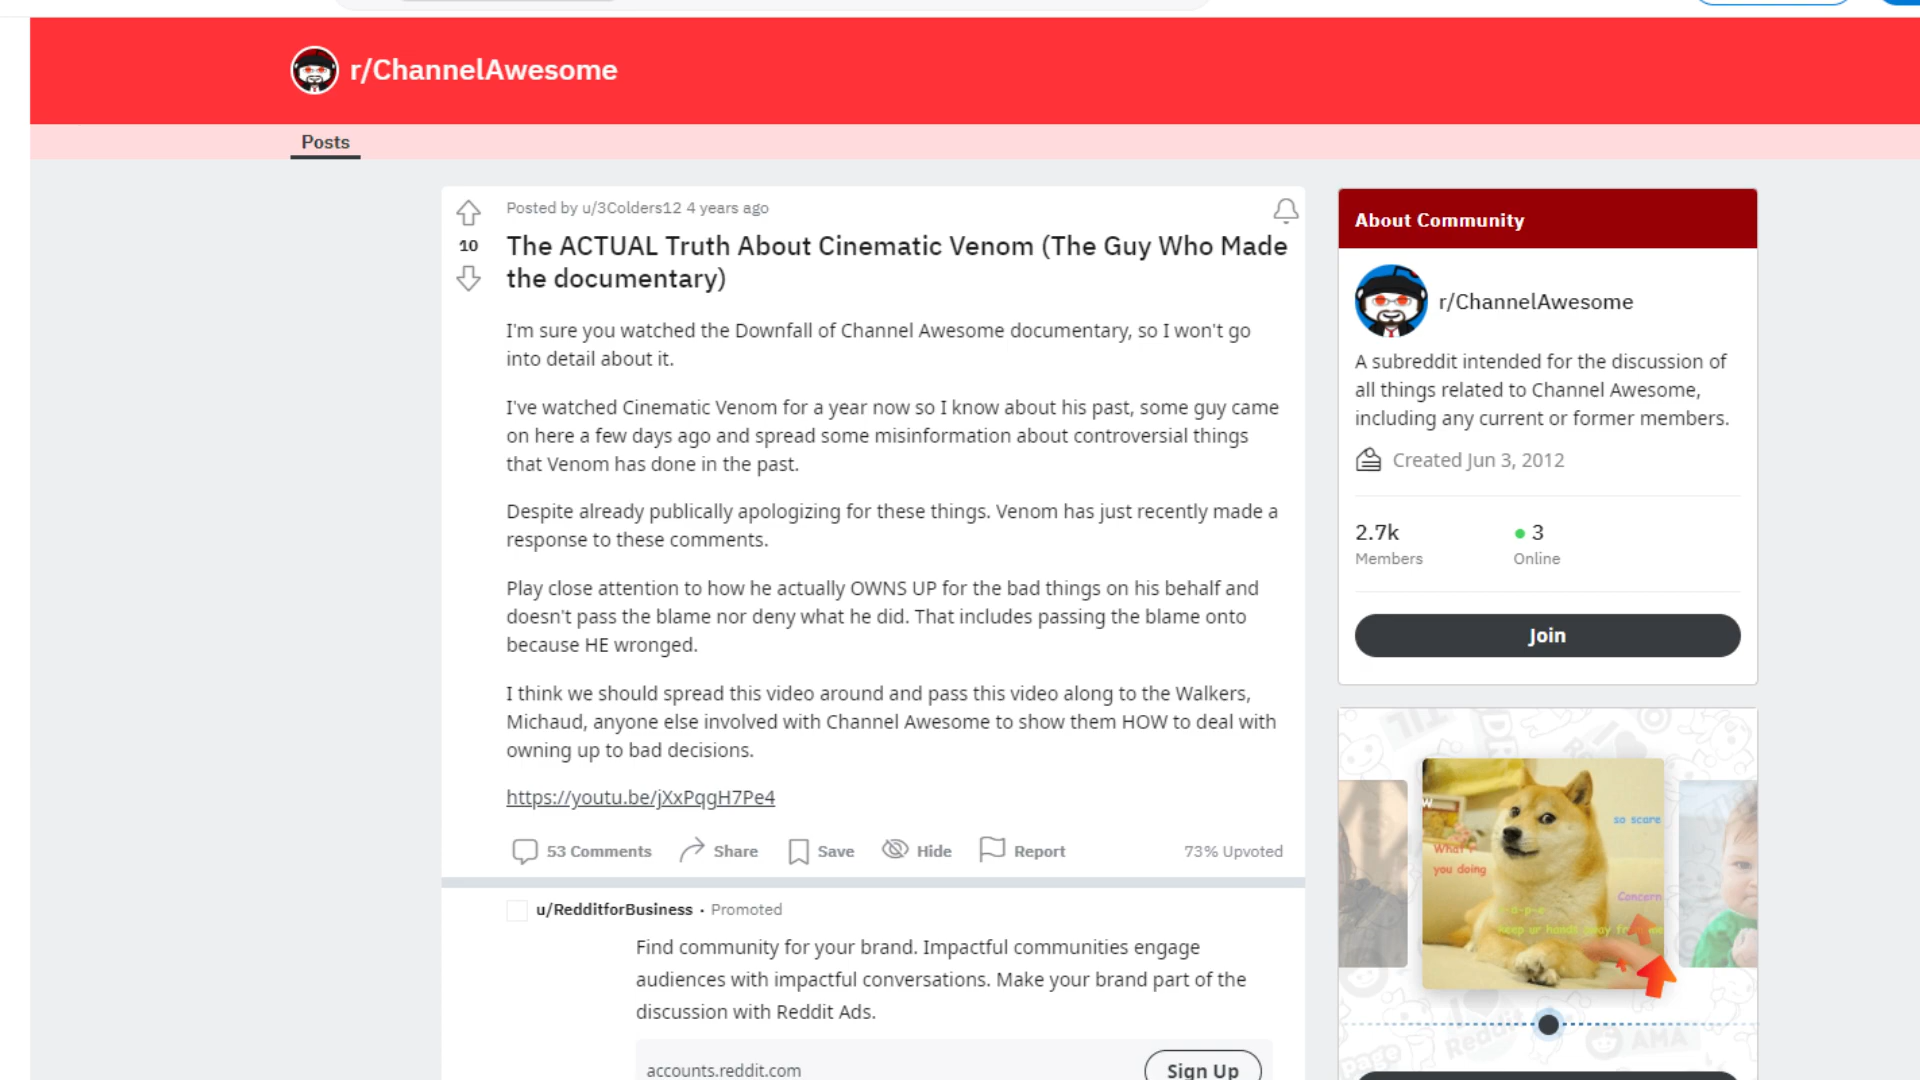 r/ChannelAwesome
Posts
Posted by u/3Colders12 4 years ago
10
The ACTUAL Truth About Cinematic Venom (The Guy Who Made
the documentary)
I'm sure you watched the Downfall of Channel Awesome documentary, so I won't go
into detail about it.
I've watched Cinematic Venom for a year now so I know about his past, some guy came
on here a few days ago and spread some misinformation about controversial things
that Venom has done in the past.
Despite already publically apologizing for these things. Venom has just recently made a
response to these comments.
Play close attention to how he actually OWNS UP for the bad things on his behalf and
doesn't pass the blame nor deny what he did. That includes passing the blame onto
because HE wronged.
I think we should spread this video around and pass this video along to the Walkers,
Michaud, anyone else involved with Channel Awesome to show them HOW to deal with
owning up to bad decisions.
https://youtu.be/jXxPqgH7Pe4
53 Comments Share Save Hide Report 73% Upvoted
u/RedditforBusiness · Promoted
Find community for your brand. Impactful communities engage
audiences with impactful conversations. Make your brand part of the
discussion with Reddit Ads.
accounts.reddit.com Sign Up
About Community
r/ChannelAwesome
A subreddit intended for the discussion of
all things related to Channel Awesome,
including any current or former members.
Created Jun 3, 2012
2.7k 3
Members Online
Join
so scare
What r
you doing
Concern
keep ur hands away from me
Reddit
AMA
Page